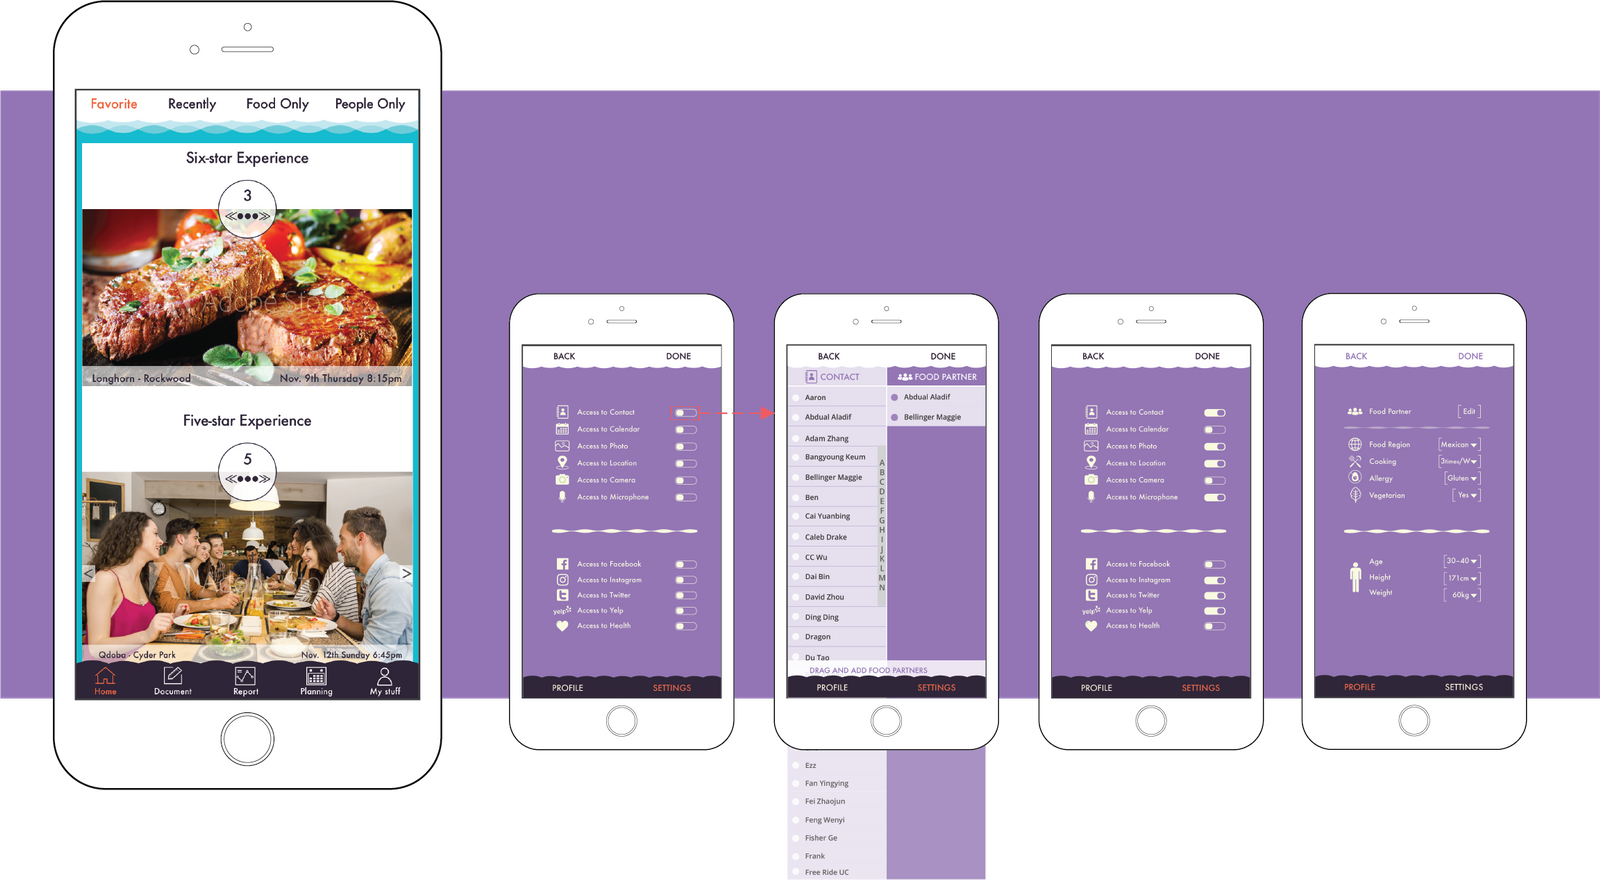 Favorite Recently Food Only People Only
Six-star Experience
3
Adobe Stock
Longhorn - Rockwood Nov. 9th Thursday 8:15pm
Five-star Experience
5
Qdoba - Cyder Park Nov. 12th Sunday 6:45pm
Home Document Report Planning My stuff
BACK DONE
Access to Contact
Access to Calendar
Access to Photo
Access to Location
Access to Camera
Access to Microphone
Access to Facebook
Access to Instagram
Access to Twitter
yelp Access to Yelp
Access to Health
PROFILE SETTINGS
BACK DONE
CONTACT FOOD PARTNER
Aaron Abdual Aladif
Abdual Aladif Bellinger Maggie
Adam Zhang
Bangyoung Keum
Bellinger Maggie
Ben
Cai Yuanbing
Caleb Drake
CC Wu
Dai Bin
David Zhou
Ding Ding
Dragon
Du Tao
A
B
C
D
E
F
G
H
I
J
K
L
M
N
DRAG AND ADD FOOD PARTNERS
PROFILE SETTINGS
Ezz
Fan Yingying
Fei Zhaojun
Feng Wenyi
Fisher Ge
Frank
Free Ride UC
BACK DONE
Access to Contact
Access to Calendar
Access to Photo
Access to Location
Access to Camera
Access to Microphone
Access to Facebook
Access to Instagram
Access to Twitter
yelp Access to Yelp
Access to Health
PROFILE SETTINGS
BACK DONE
Food Partner [Edit]
Food Region [Mexican]
Cooking [3times/W]
Allergy [Gluten]
Vegetarian [Yes]
Age [30-40]
Height [171cm]
Weight [60kg]
PROFILE SETTINGS